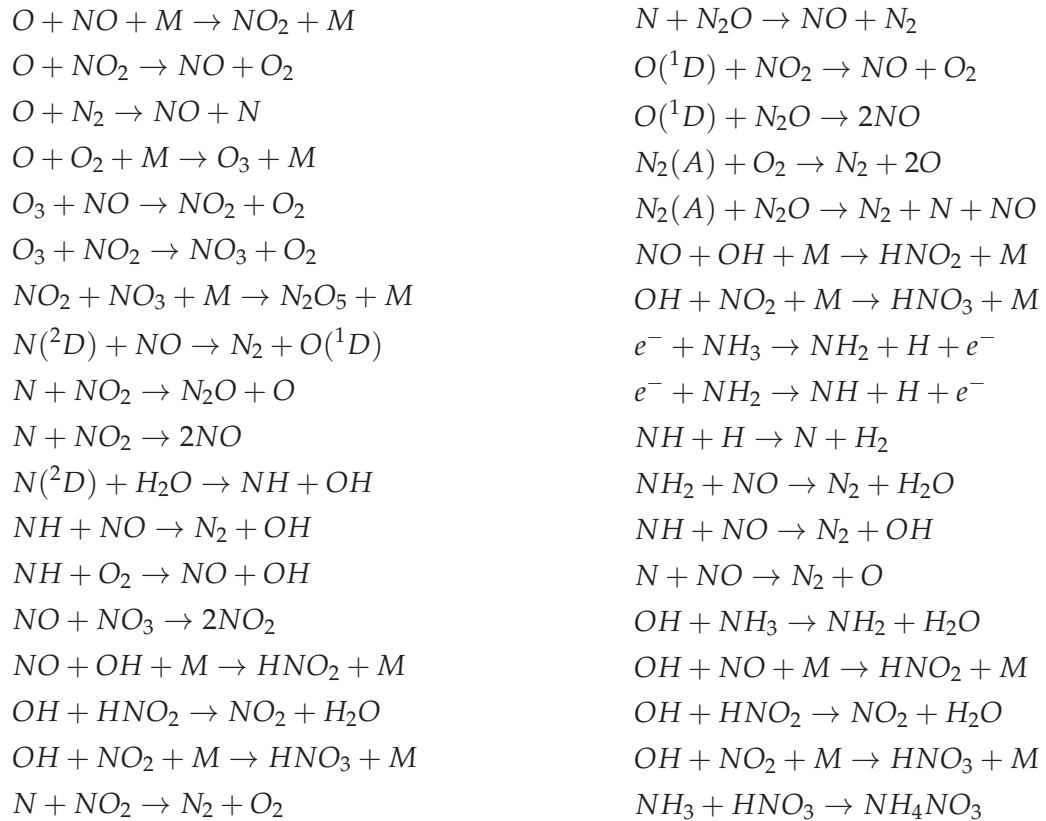 O + NO + M → NO₂ + M
O + NO₂ → NO + O₂
O + N₂ → NO + N
O + O₂ + M → O₃ + M
O₃ + NO → NO₂ + O₂
O₃ + NO₂ → NO₃ + O₂
NO₂ + NO₃ + M → N₂O₅ + M
N(²D) + NO → N₂ + O(¹D)
N + NO₂ → N₂O + O
N + NO₂ → 2NO
N(²D) + H₂O → NH + OH
NH + NO → N₂ + OH
NH + O₂ → NO + OH
NO + NO₃ → 2NO₂
NO + OH + M → HNO₂ + M
OH + HNO₂ → NO₂ + H₂O
OH + NO₂ + M → HNO₃ + M
N + NO₂ → N₂ + O₂
N + N₂O → NO + N₂
O(¹D) + NO₂ → NO + O₂
O(¹D) + N₂O → 2NO
N₂(A) + O₂ → N₂ + 2O
N₂(A) + N₂O → N₂ + N + NO
NO + OH + M → HNO₂ + M
OH + NO₂ + M → HNO₃ + M
e⁻ + NH₃ → NH₂ + H + e⁻
e⁻ + NH₂ → NH + H + e⁻
NH + H → N + H₂
NH₂ + NO → N₂ + H₂O
NH + NO → N₂ + OH
N + NO → N₂ + O
OH + NH₃ → NH₂ + H₂O
OH + NO + M → HNO₂ + M
OH + HNO₂ → NO₂ + H₂O
OH + NO₂ + M → HNO₃ + M
NH₃ + HNO₃ → NH₄NO₃